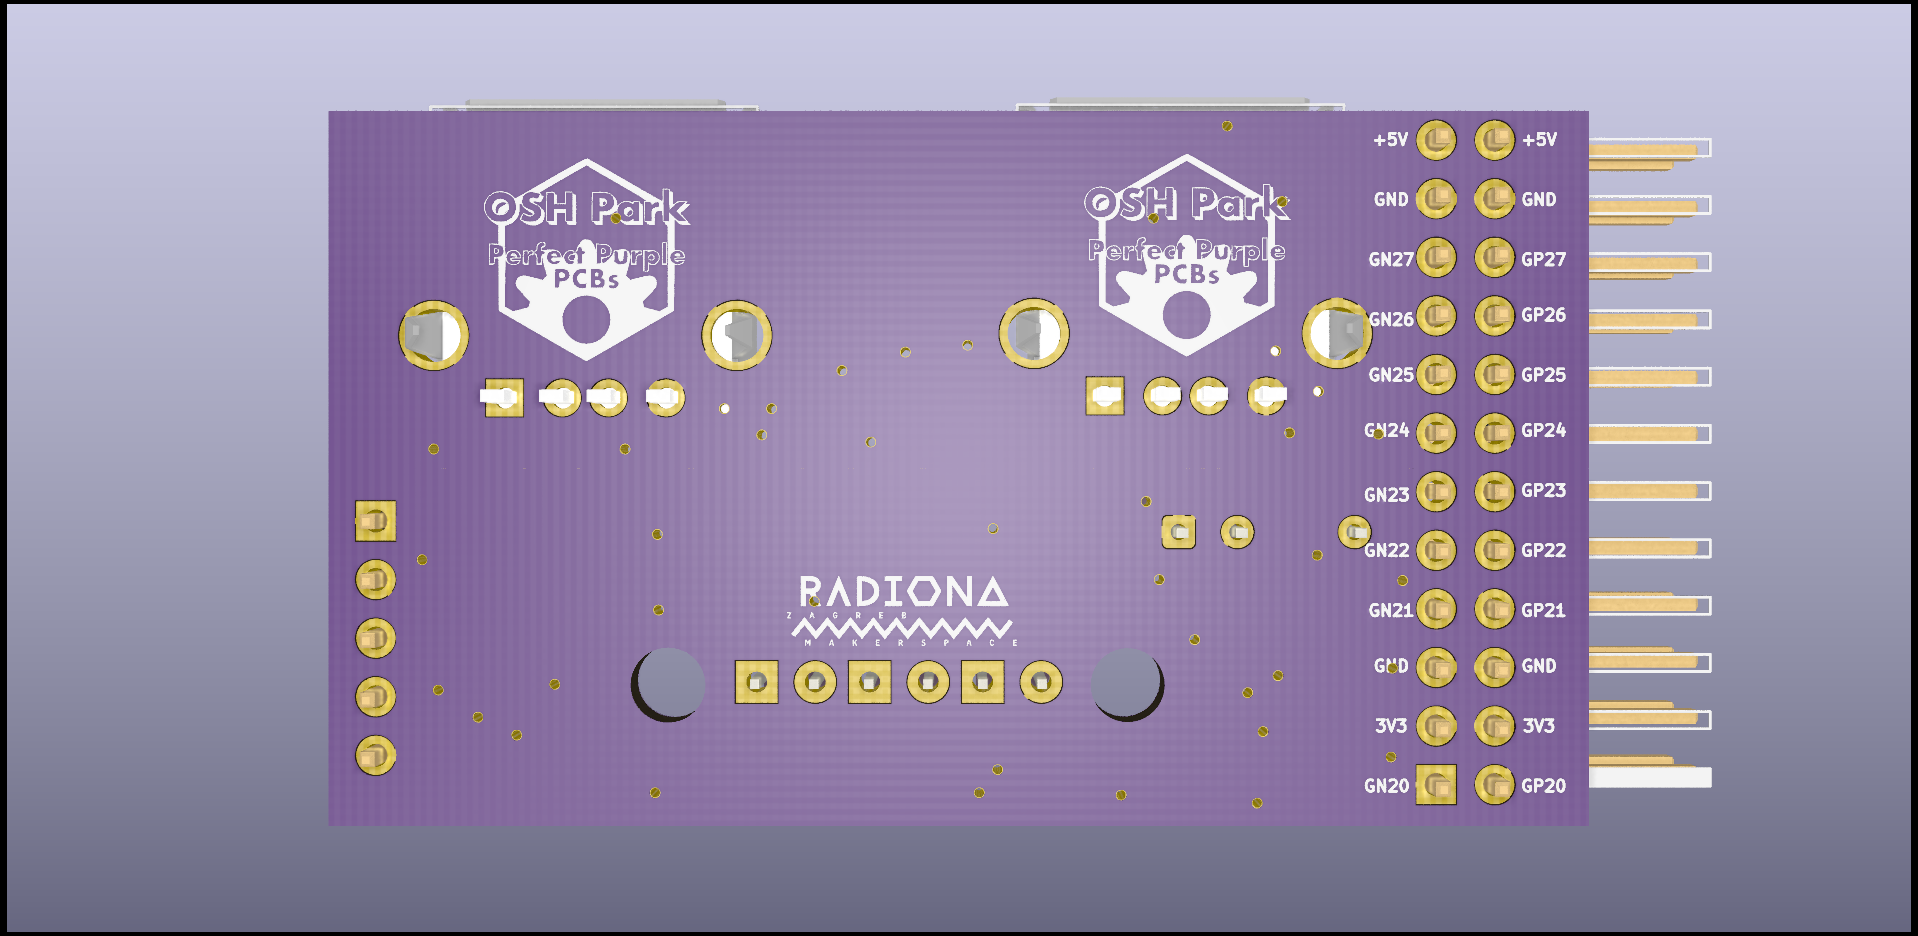 OSH Park
Perfect Purple
PCBs
OSH Park
Perfect Purple
PCBs
RADIONA
ZAGREB
MAKERSPACE
+5V +5V
GND GND
GN27 GP27
GN26 GP26
GN25 GP25
GN24 GP24
GN23 GP23
GN22 GP22
GN21 GP21
GND GND
3V3 3V3
GN20 GP20